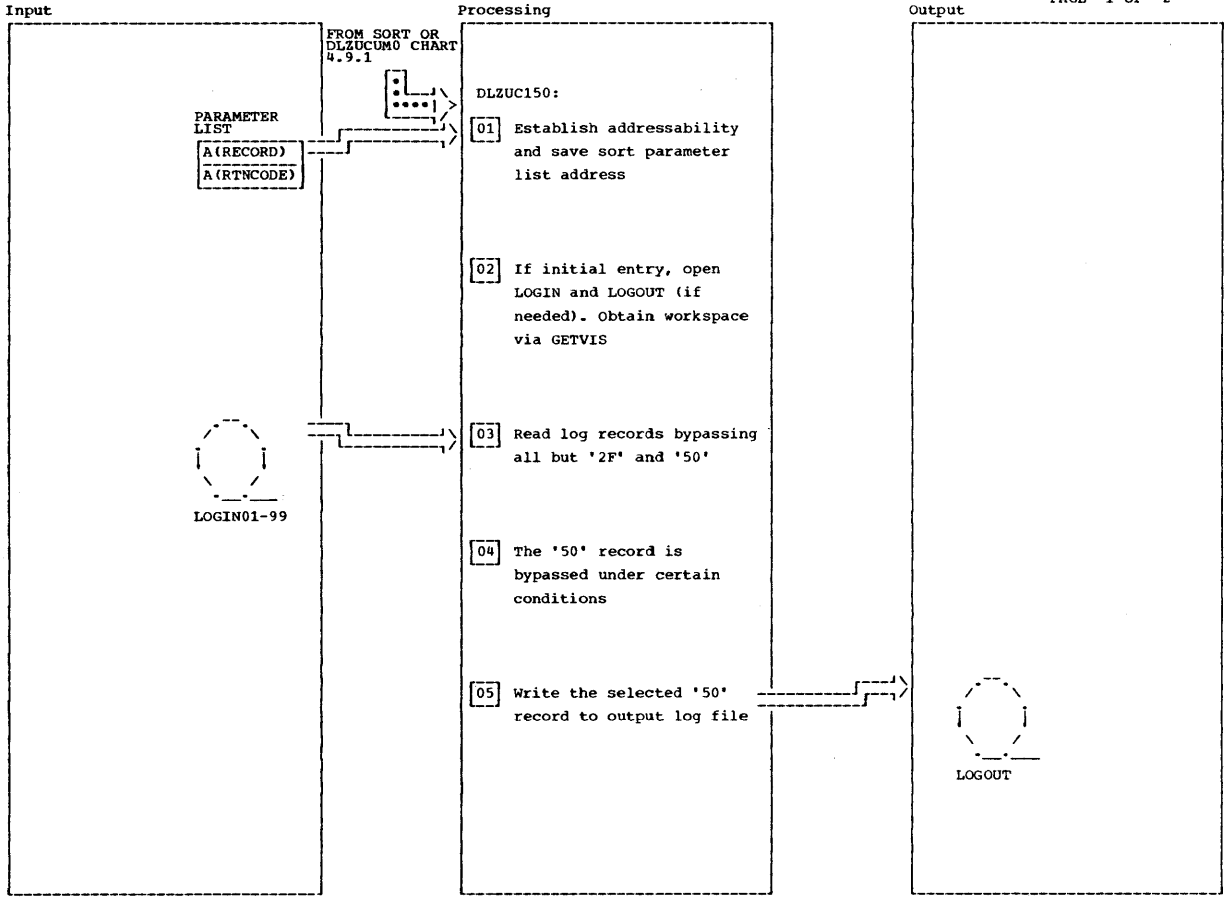 PAGE 1 OF 2
Input
Processing
Output
FROM SORT OR
DLZUCUM0 CHART
4.9.1
DLZUC150:
PARAMETER
LIST
A(RECORD)
A(RTNCODE)
01 Establish addressability
and save sort parameter
list address
02 If initial entry, open
LOGIN and LOGOUT (if
needed). Obtain workspace
via GETVIS
03 Read log records bypassing
all but '2F' and '50'
LOGIN01-99
04 The '50' record is
bypassed under certain
conditions
05 Write the selected '50'
record to output log file
LOGOUT